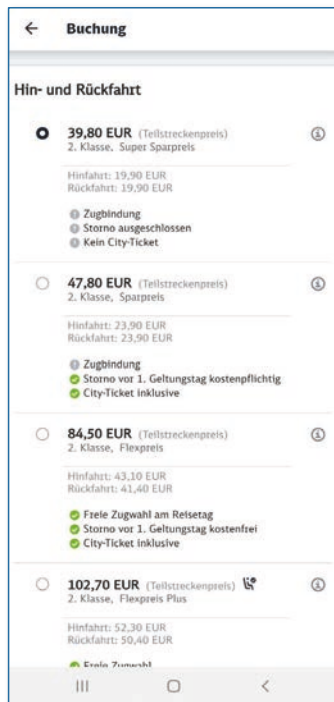 Buchung
Hin- und Rückfahrt
39,80 EUR (Teilstreckenpreis)
2. Klasse, Super Sparpreis
Hinfahrt: 19,90 EUR
Rückfahrt: 19,90 EUR
Zugbindung
Storno ausgeschlossen
Kein City-Ticket
47,80 EUR (Teilstreckenpreis)
2. Klasse, Sparpreis
Hinfahrt: 23,90 EUR
Rückfahrt: 23,90 EUR
Zugbindung
Storno vor 1. Geltungstag kostenpflichtig
City-Ticket inklusive
84,50 EUR (Teilstreckenpreis)
2. Klasse, Flexpreis
Hinfahrt: 43,10 EUR
Rückfahrt: 41,40 EUR
Freie Zugwahl am Reisetag
Storno vor 1. Geltungstag kostenfrei
City-Ticket inklusive
102,70 EUR (Teilstreckenpreis)
2. Klasse, Flexpreis Plus
Hinfahrt: 52,30 EUR
Rückfahrt: 50,40 EUR
Freie Zugwahl